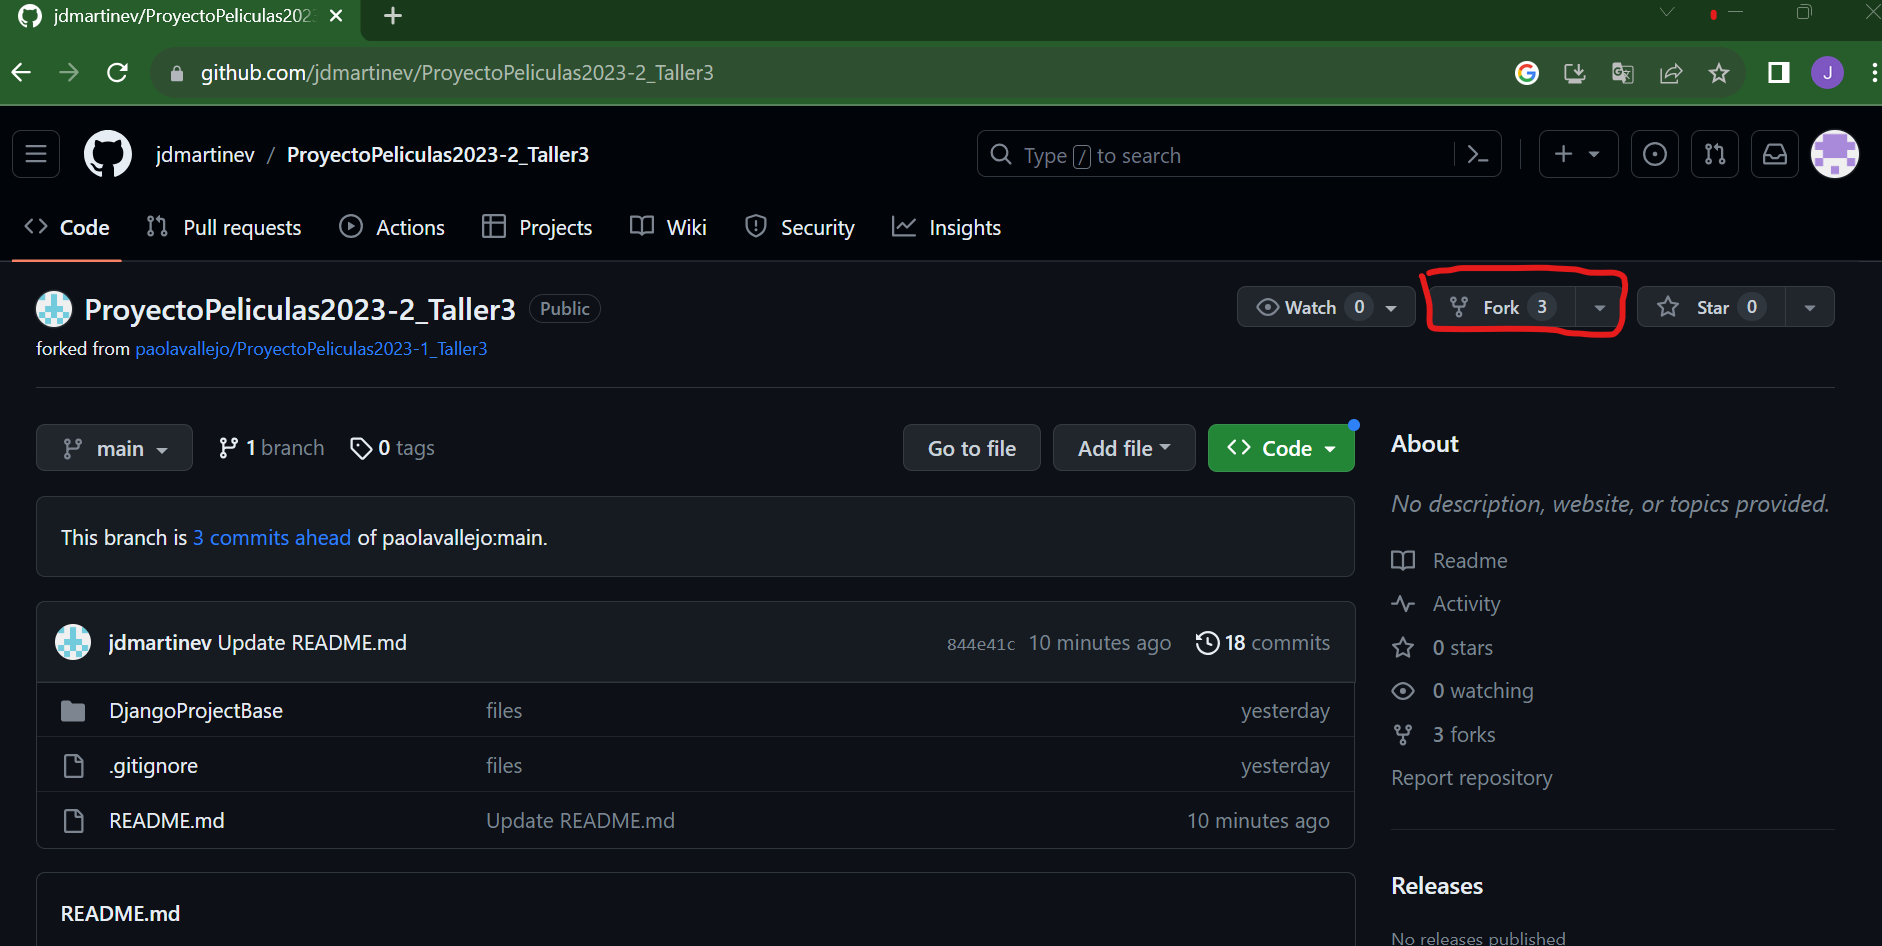 jdmartinev/ProyectoPeliculas202
github.com/jdmartinev/ProyectoPeliculas2023-2_Taller3
J
jdmartinev / ProyectoPeliculas2023-2_Taller3
Type / to search
Code Pull requests Actions Projects Wiki Security Insights
ProyectoPeliculas2023-2_Taller3 Public
Watch 0 Fork 3 Star 0
forked from paolavallejo/ProyectoPeliculas2023-1_Taller3
main 1 branch 0 tags Go to file Add file Code
About
No description, website, or topics provided.
This branch is 3 commits ahead of paolavallejo:main.
Readme
Activity
0 stars
0 watching
3 forks
Report repository
jdmartinev Update README.md 844e41c 10 minutes ago 18 commits
DjangoProjectBase files yesterday
.gitignore files yesterday
README.md Update README.md 10 minutes ago
Releases
No releases published
README.md